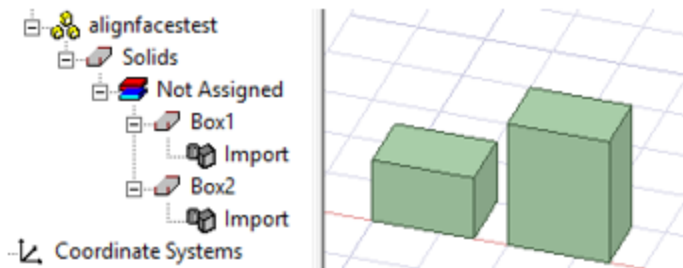 alignfacestest
Solids
Not Assigned
Box1
Import
Box2
Import
Coordinate Systems